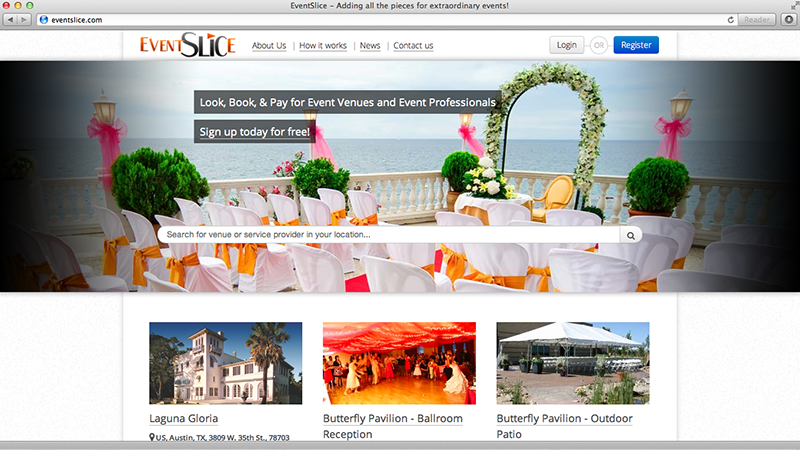 EventSlice – Adding all the pieces for extraordinary events!
eventslice.com
Reader
EVENTSLICE
About Us | How it works | News | Contact us
Login OR Register
Look, Book, & Pay for Event Venues and Event Professionals
Sign up today for free!
Search for venue or service provider in your location...
Laguna Gloria
US, Austin, TX, 3809 W. 35th St., 78703
Butterfly Pavilion - Ballroom
Reception
Butterfly Pavilion - Outdoor
Patio